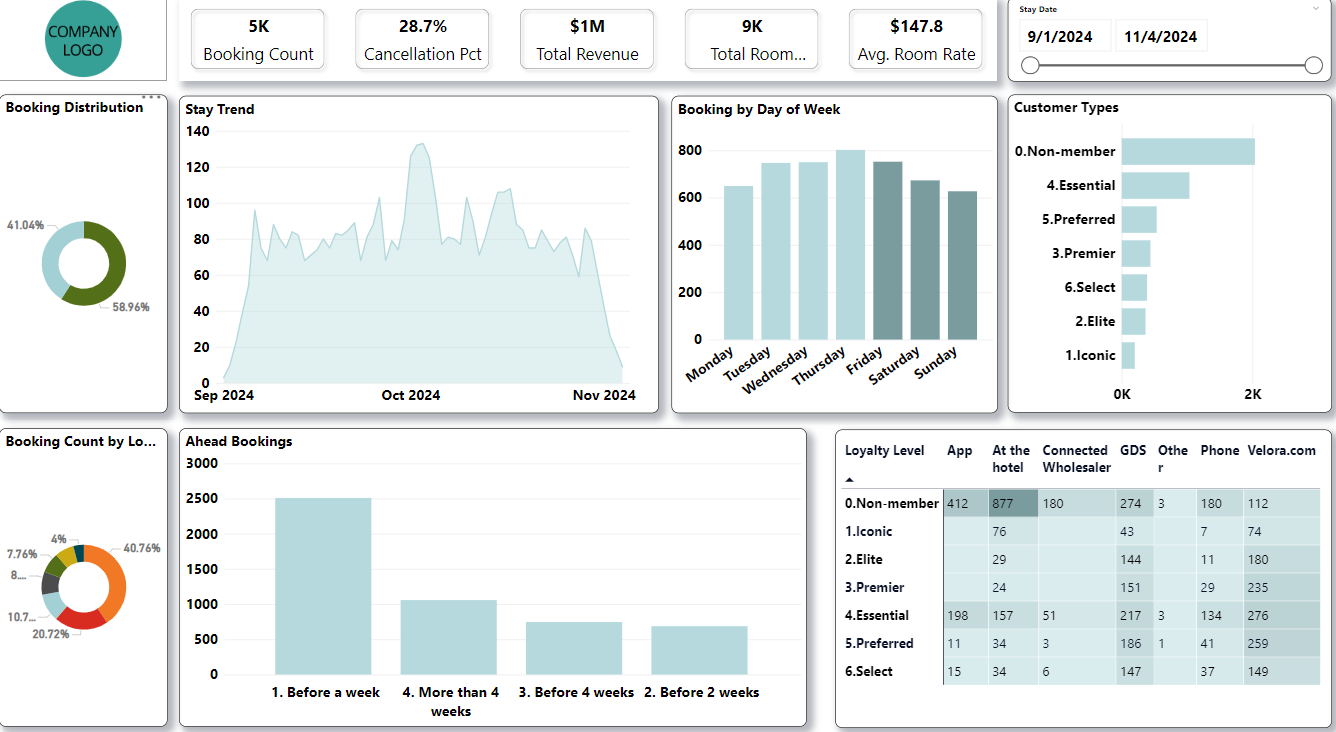 COMPANY
LOGO
5K
Booking Count
28.7%
Cancellation Pct
$1M
Total Revenue
9K
Total Room...
$147.8
Avg. Room Rate
Stay Date
9/1/2024 11/4/2024
Booking Distribution
41.04%
58.96%
Stay Trend
140
120
100
80
60
40
20
0
Sep 2024 Oct 2024 Nov 2024
Booking by Day of Week
800
600
400
200
0
Monday Tuesday Wednesday Thursday Friday Saturday Sunday
Customer Types
0.Non-member
4.Essential
5.Preferred
3.Premier
6.Select
2.Elite
1.Iconic
0K 2K
Booking Count by Lo...
4%
7.76% 40.76%
8....
10.7...
20.72%
Ahead Bookings
3000
2500
2000
1500
1000
500
0
1. Before a week 4. More than 4 3. Before 4 weeks 2. Before 2 weeks
weeks
Loyalty Level App At the Connected GDS Othe Phone Velora.com
hotel Wholesaler r
0.Non-member 412 877 180 274 3 180 112
1.Iconic 76 43 7 74
2.Elite 29 144 11 180
3.Premier 24 151 29 235
4.Essential 198 157 51 217 3 134 276
5.Preferred 11 34 3 186 1 41 259
6.Select 15 34 6 147 37 149